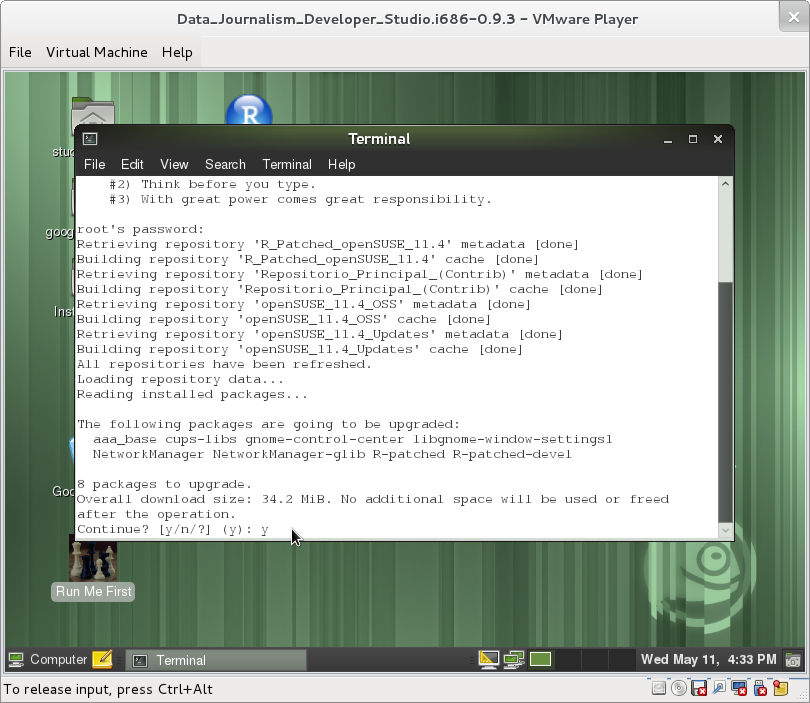 Data_Journalism_Developer_Studio.i686-0.9.3 - VMware Player
File Virtual Machine Help
R
Terminal
File Edit View Search Terminal Help
#2) Think before you type.
#3) With great power comes great responsibility.
root's password:
Retrieving repository 'R_Patched_openSUSE_11.4' metadata [done]
Building repository 'R_Patched_openSUSE_11.4' cache [done]
Retrieving repository 'Repositorio_Principal_(Contrib)' metadata [done]
Building repository 'Repositorio_Principal_(Contrib)' cache [done]
Retrieving repository 'openSUSE_11.4_OSS' metadata [done]
Building repository 'openSUSE_11.4_OSS' cache [done]
Retrieving repository 'openSUSE_11.4_Updates' metadata [done]
Building repository 'openSUSE_11.4_Updates' cache [done]
All repositories have been refreshed.
Loading repository data...
Reading installed packages...
The following packages are going to be upgraded:
aaa_base cups-libs gnome-control-center libgnome-window-settings1
NetworkManager NetworkManager-glib R-patched R-patched-devel
8 packages to upgrade.
Overall download size: 34.2 MiB. No additional space will be used or freed
after the operation.
Continue? [y/n/?] (y): y
Run Me First
Computer
Terminal
Wed May 11, 4:33 PM
To release input, press Ctrl+Alt